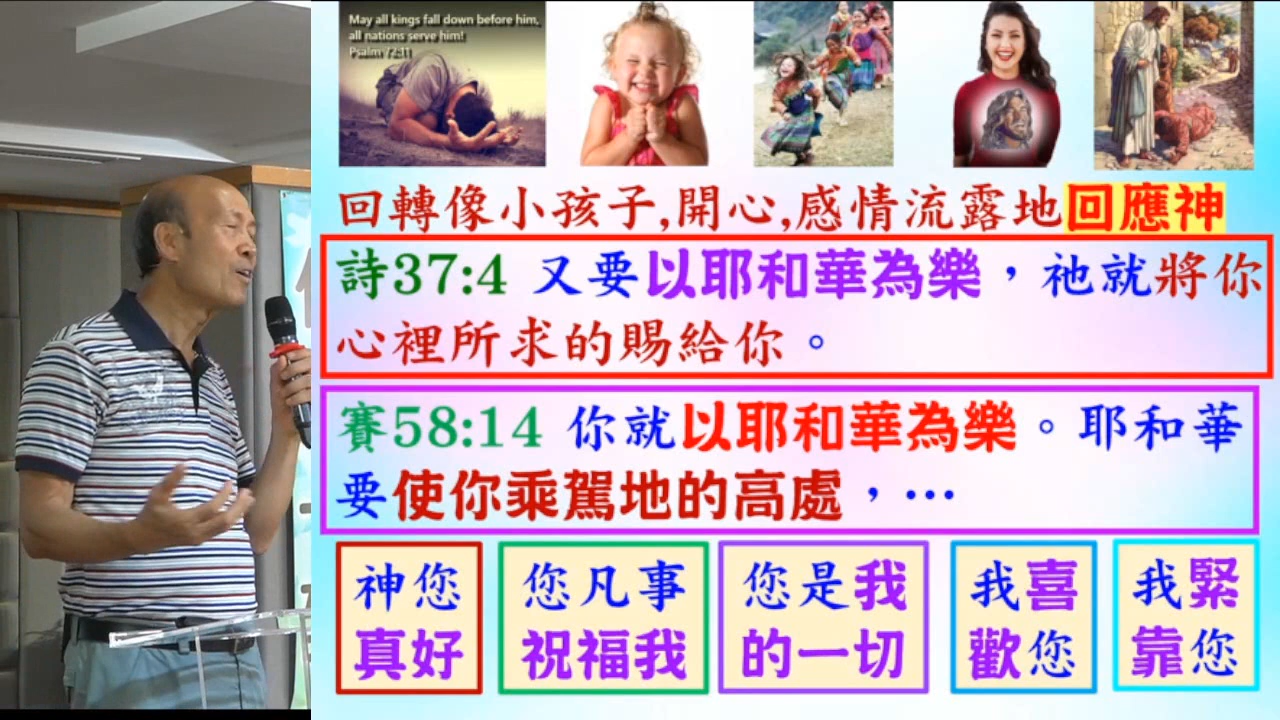 May all kings fall down before him,
all nations serve him!
Psalm 72:11
回轉像小孩子,開心,感情流露地回應神
詩37:4 又要以耶和華為樂，祂就將你
心裡所求的賜給你。
賽58:14 你就以耶和華為樂。耶和華
要使你乘駕地的高處，…
神您
真好
您凡事
祝福我
您是我
的一切
我喜
歡您
我緊
靠您